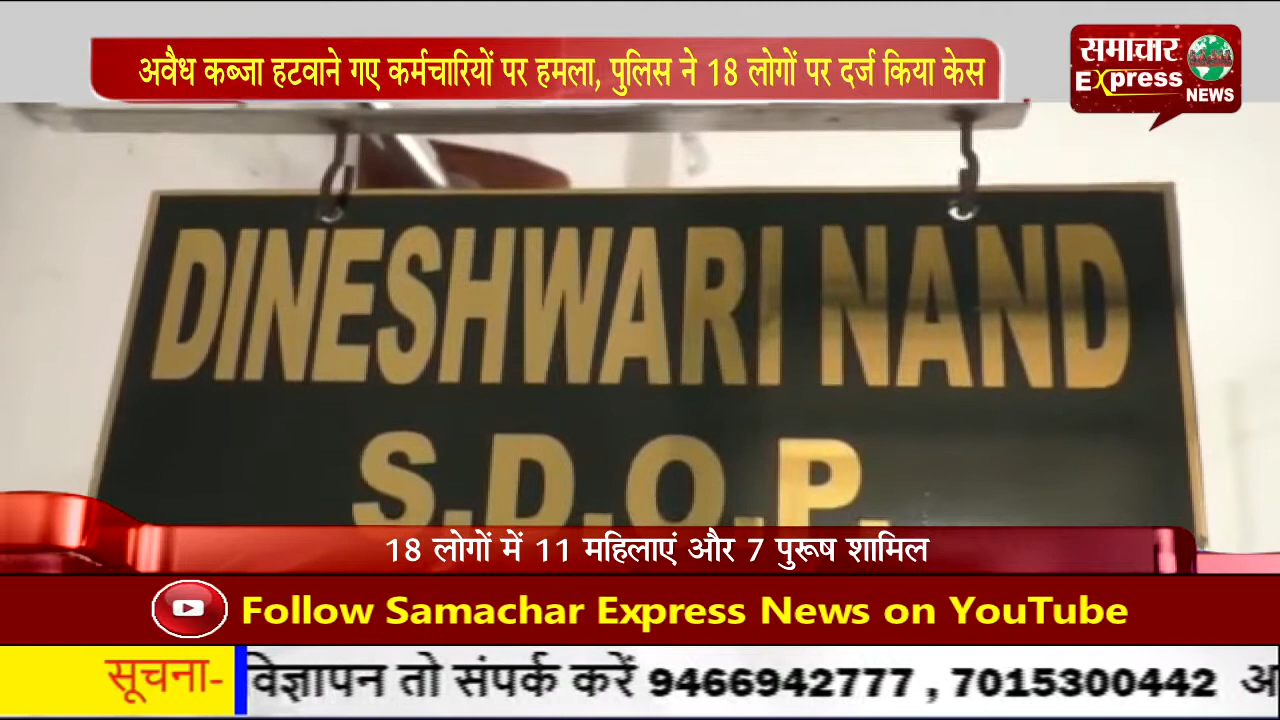 अवैध कब्जा हटवाने गए कर्मचारियों पर हमला, पुलिस ने 18 लोगों पर दर्ज किया केस
समाचार
Express
NEWS
DINESHWARI NAND
S.D.O.P.
18 लोगों में 11 महिलाएं और 7 पुरूष शामिल
Follow Samachar Express News on YouTube
सूचना- विज्ञापन तो संपर्क करें 9466942777 , 7015300442